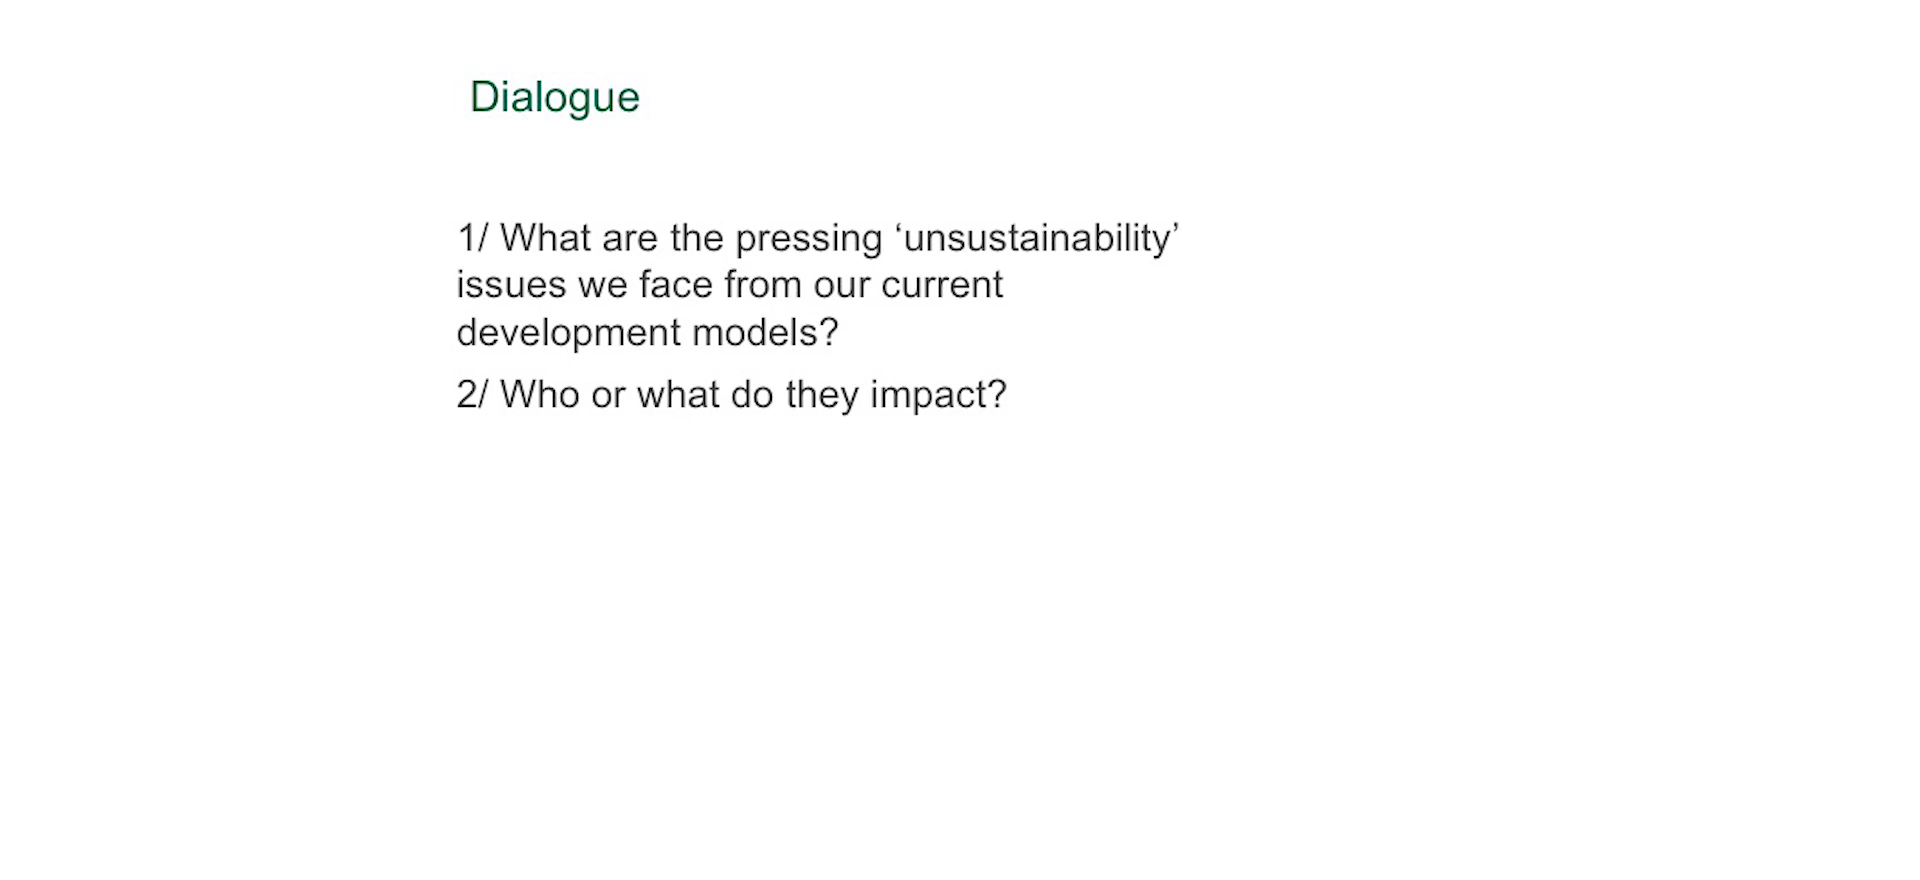 Dialogue
1/ What are the pressing ‘unsustainability’
issues we face from our current
development models?
2/ Who or what do they impact?